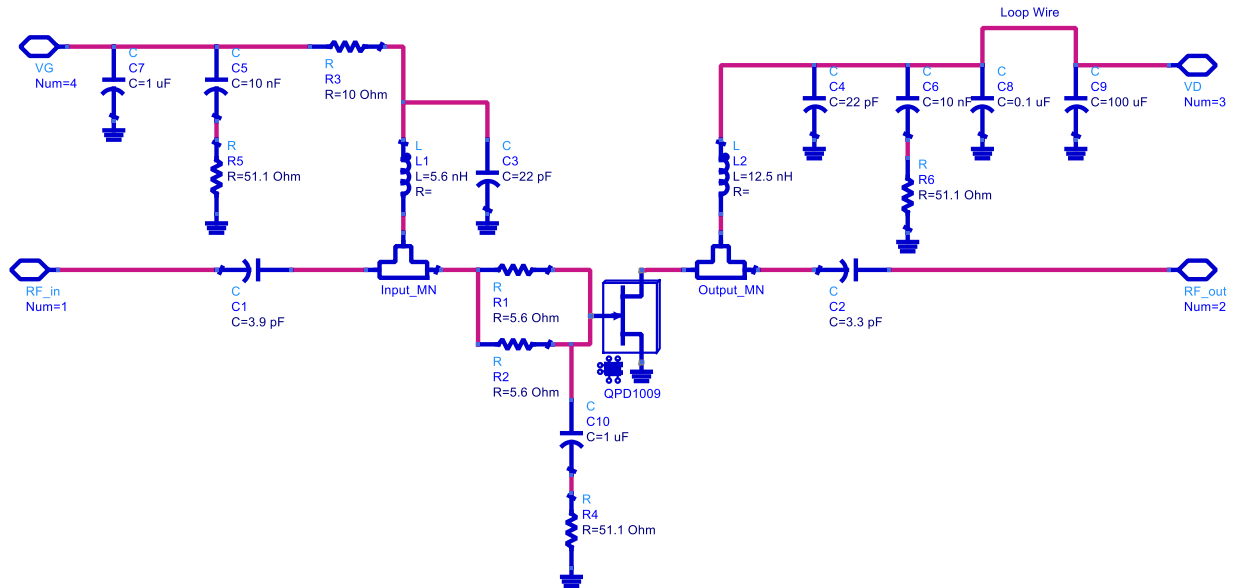 Loop Wire
VG
Num=4
C
C7
C=1 uF
C
C5
C=10 nF
R
R3
R=10 Ohm
R
R5
R=51.1 Ohm
L
L1
L=5.6 nH
R=
C
C3
C=22 pF
L
L2
L=12.5 nH
R=
C
C4
C=22 pF
C
C6
C=10 nF
C
C8
C=0.1 uF
C
C9
C=100 uF
VD
Num=3
R
R6
R=51.1 Ohm
RF_in
Num=1
C
C1
C=3.9 pF
Input_MN
R
R1
R=5.6 Ohm
R
R2
R=5.6 Ohm
QPD1009
Output_MN
C
C2
C=3.3 pF
RF_out
Num=2
C
C10
C=1 uF
R
R4
R=51.1 Ohm